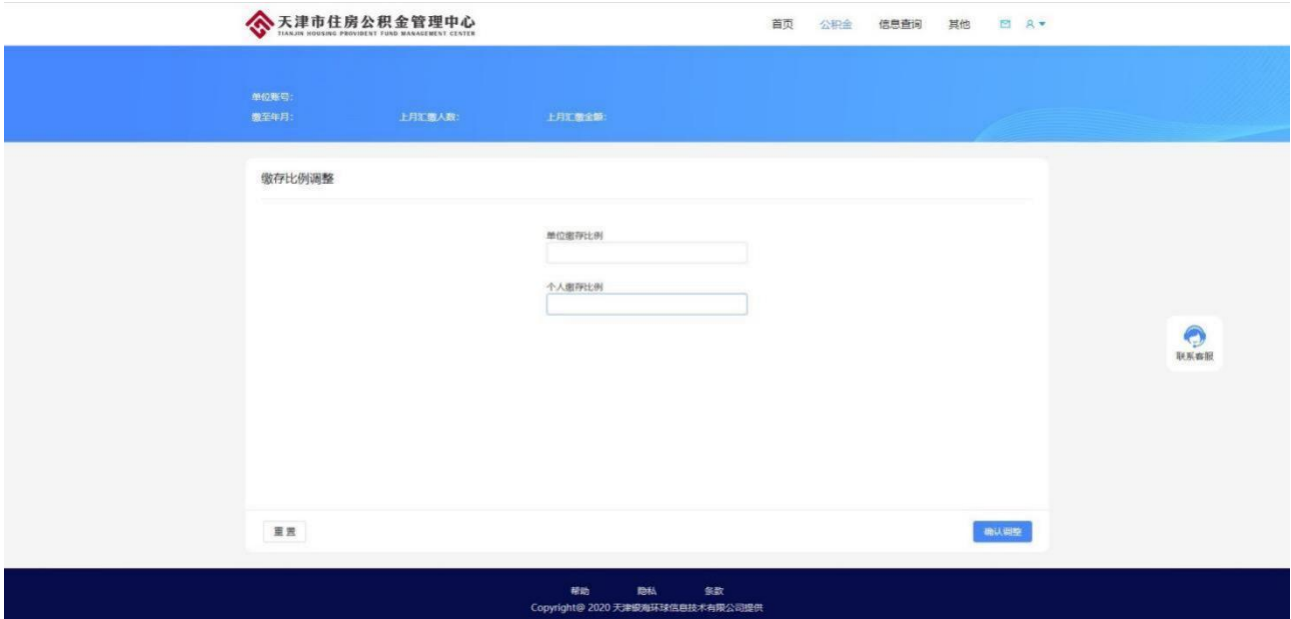 天津市住房公积金管理中心
TIANJIN HOUSING PROVIDENT FUND MANAGEMENT CENTER
首页 公积金 信息查询 其他
单位账号:
缴至年月: 上月汇缴人数: 上月汇缴金额:
缴存比例调整
单位缴存比例
个人缴存比例
联系客服
重置 确认调整
帮助 隐私 条款
Copyright@ 2020 天津银海环球信息技术有限公司提供